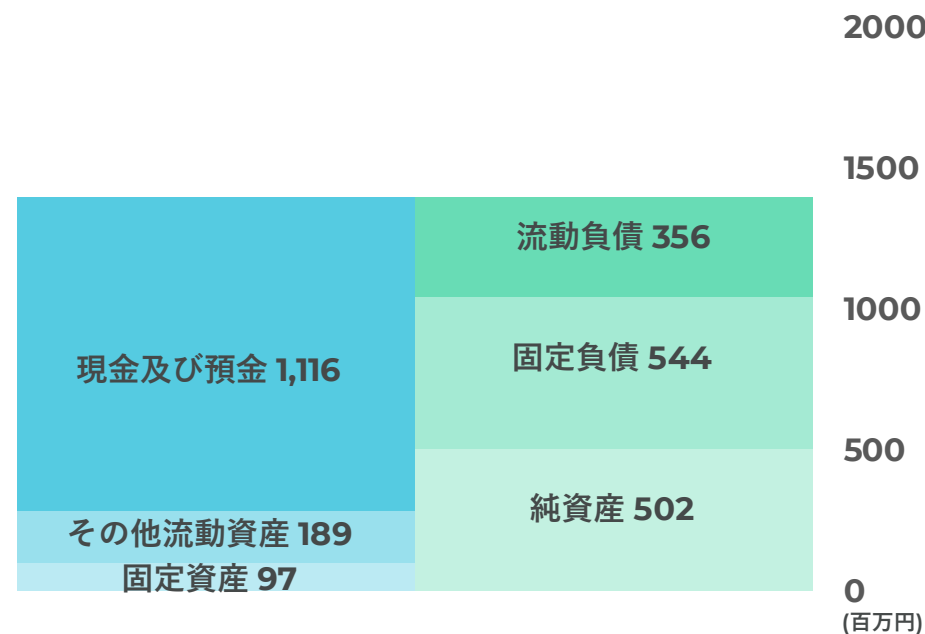 2000
1500
流動負債 356
1000
現金及び預金 1,116
固定負債 544
500
純資産 502
その他流動資産 189
固定資産 97
0
(百万円)